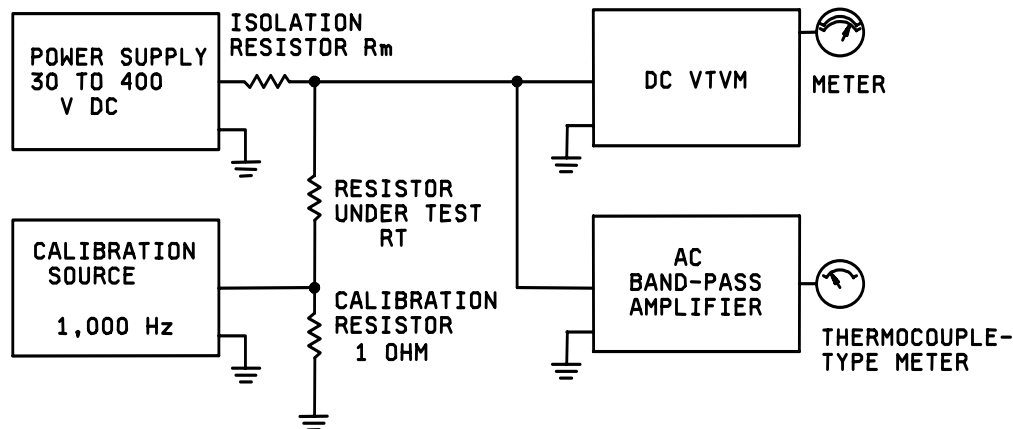 POWER SUPPLY
30 TO 400
V DC
ISOLATION
RESISTOR Rm
DC VTVM
METER
RESISTOR
UNDER TEST
RT
CALIBRATION
SOURCE
1,000 Hz
CALIBRATION
RESISTOR
1 OHM
AC
BAND-PASS
AMPLIFIER
THERMOCOUPLE-
TYPE METER